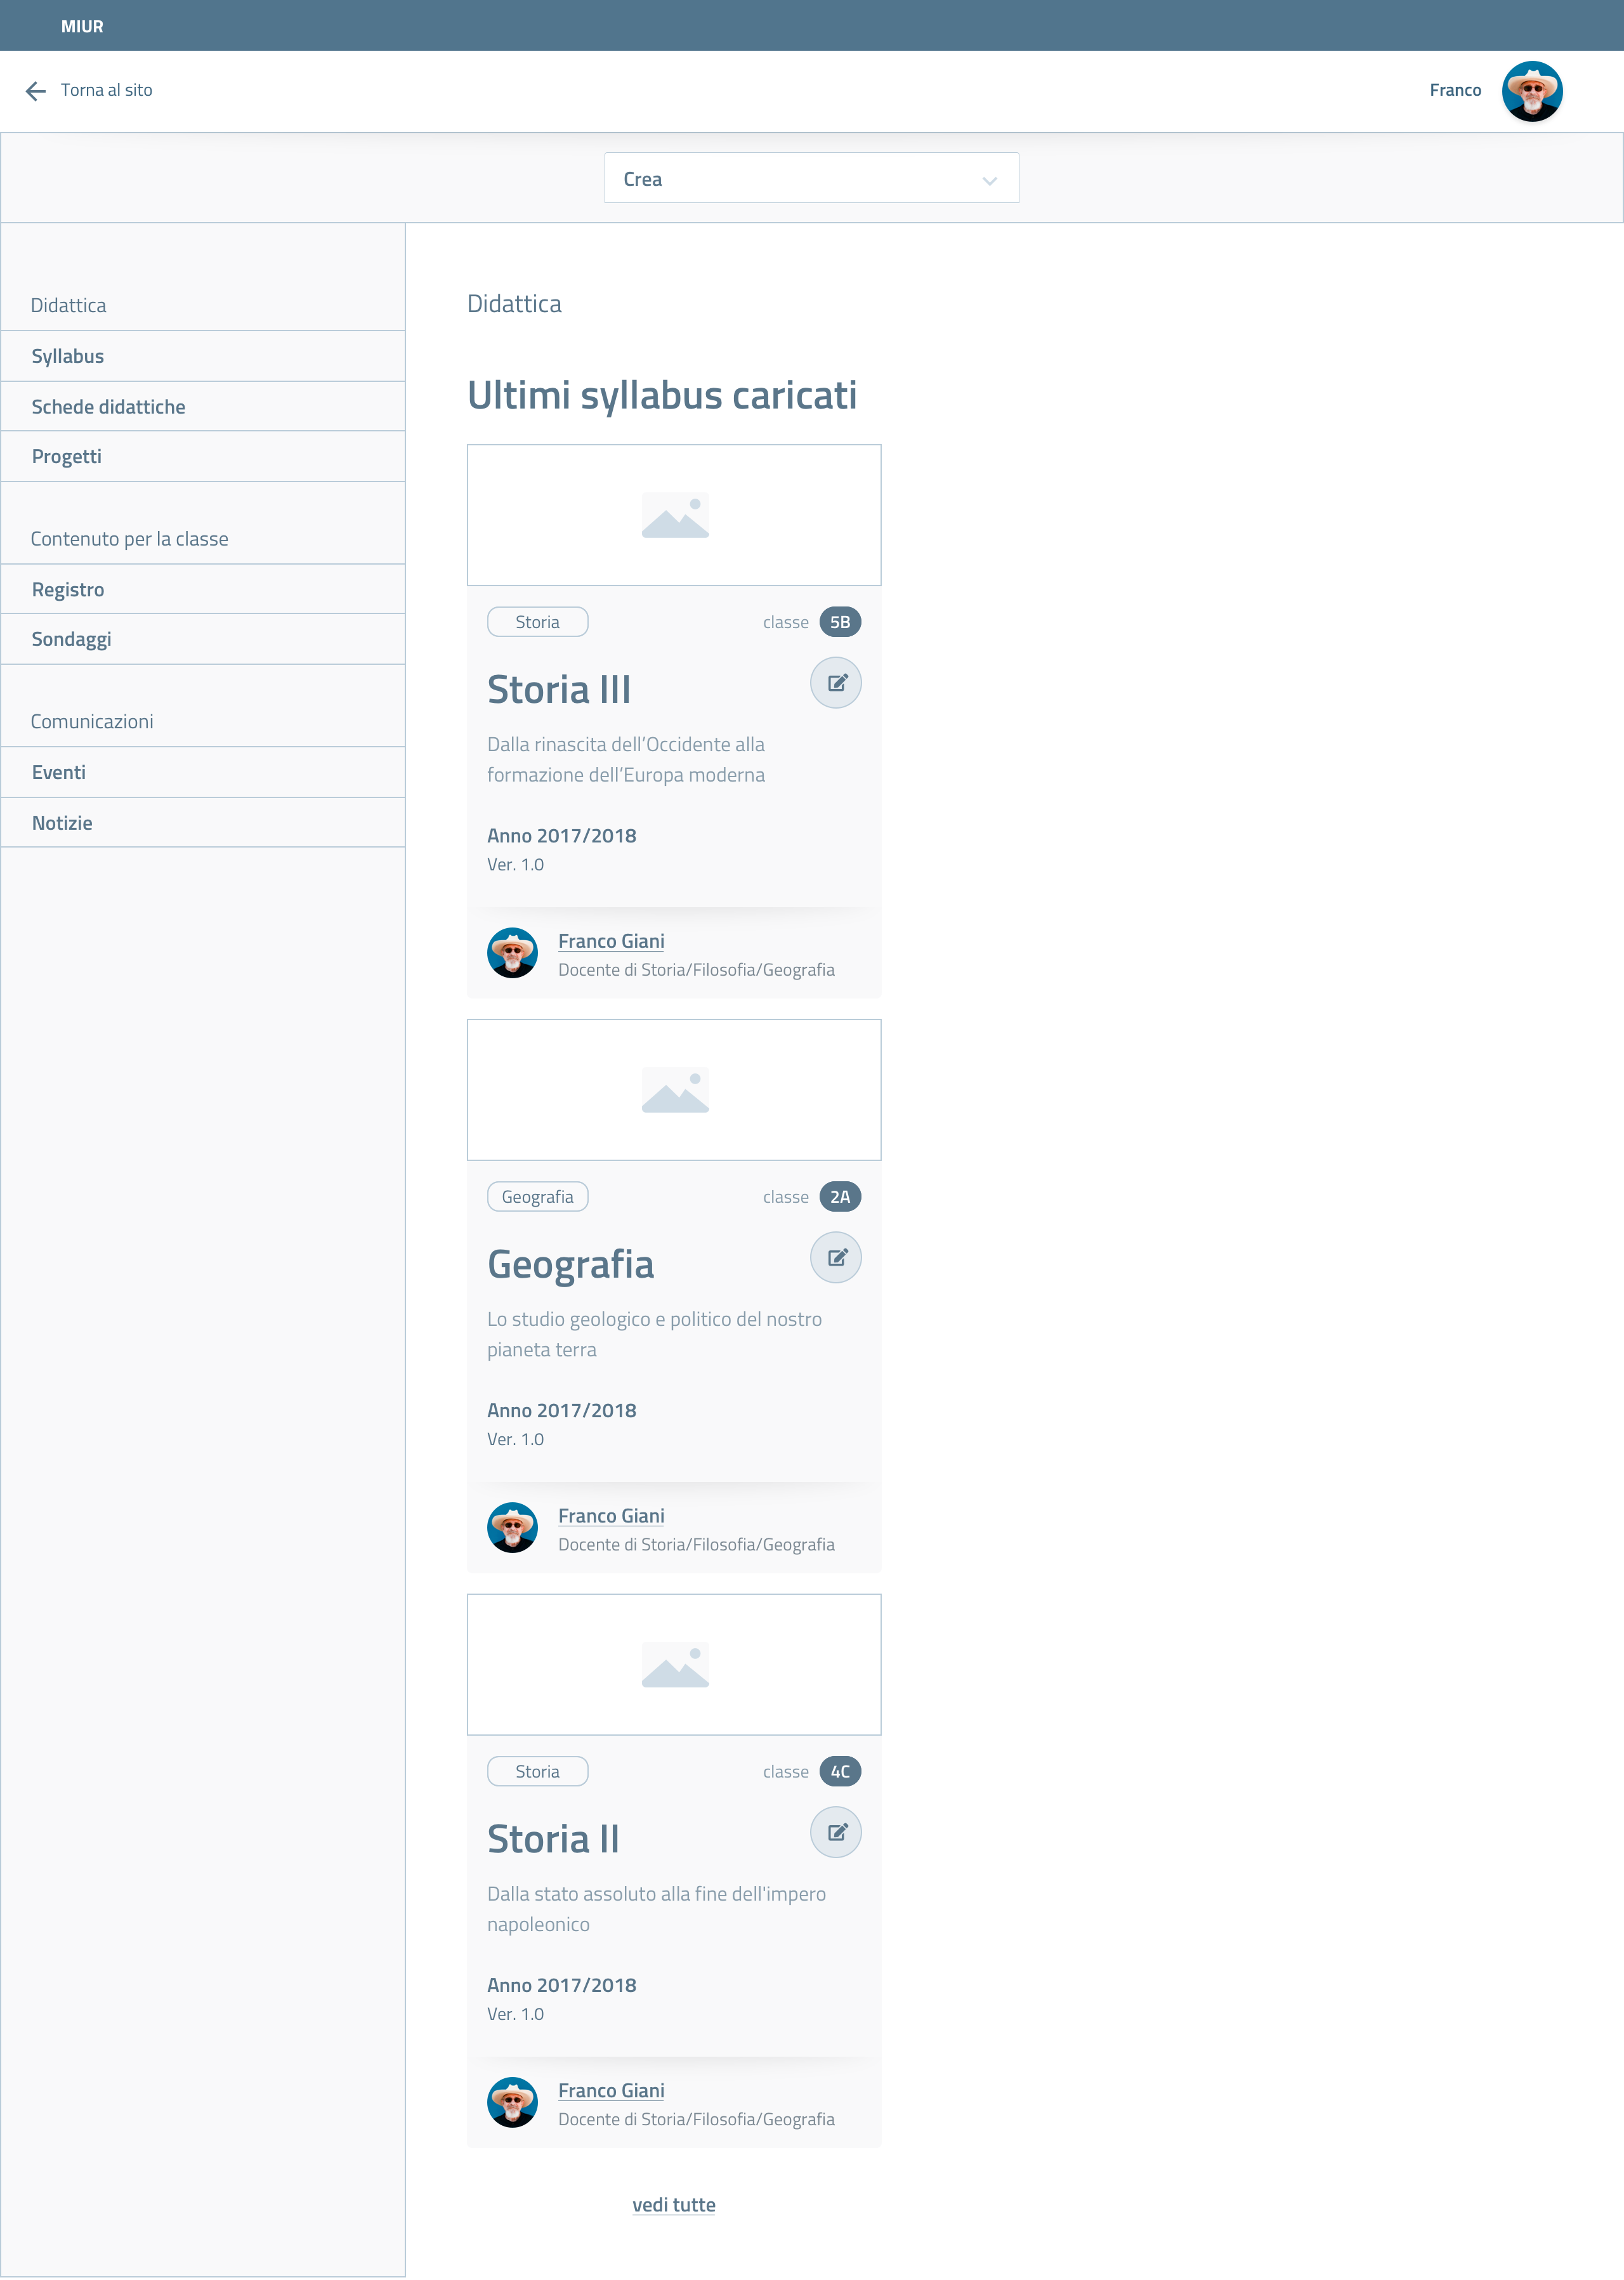 MIUR
Torna al sito
Franco
Crea
Didattica
Syllabus
Schede didattiche
Progetti
Contenuto per la classe
Registro
Sondaggi
Comunicazioni
Eventi
Notizie
Didattica
Ultimi syllabus caricati
Storia
classe 5B
Storia III
Dalla rinascita dell’Occidente alla
formazione dell’Europa moderna
Anno 2017/2018
Ver. 1.0
Franco Giani
Docente di Storia/Filosofia/Geografia
Geografia
classe 2A
Geografia
Lo studio geologico e politico del nostro
pianeta terra
Anno 2017/2018
Ver. 1.0
Franco Giani
Docente di Storia/Filosofia/Geografia
Storia
classe 4C
Storia II
Dalla stato assoluto alla fine dell'impero
napoleonico
Anno 2017/2018
Ver. 1.0
Franco Giani
Docente di Storia/Filosofia/Geografia
vedi tutte